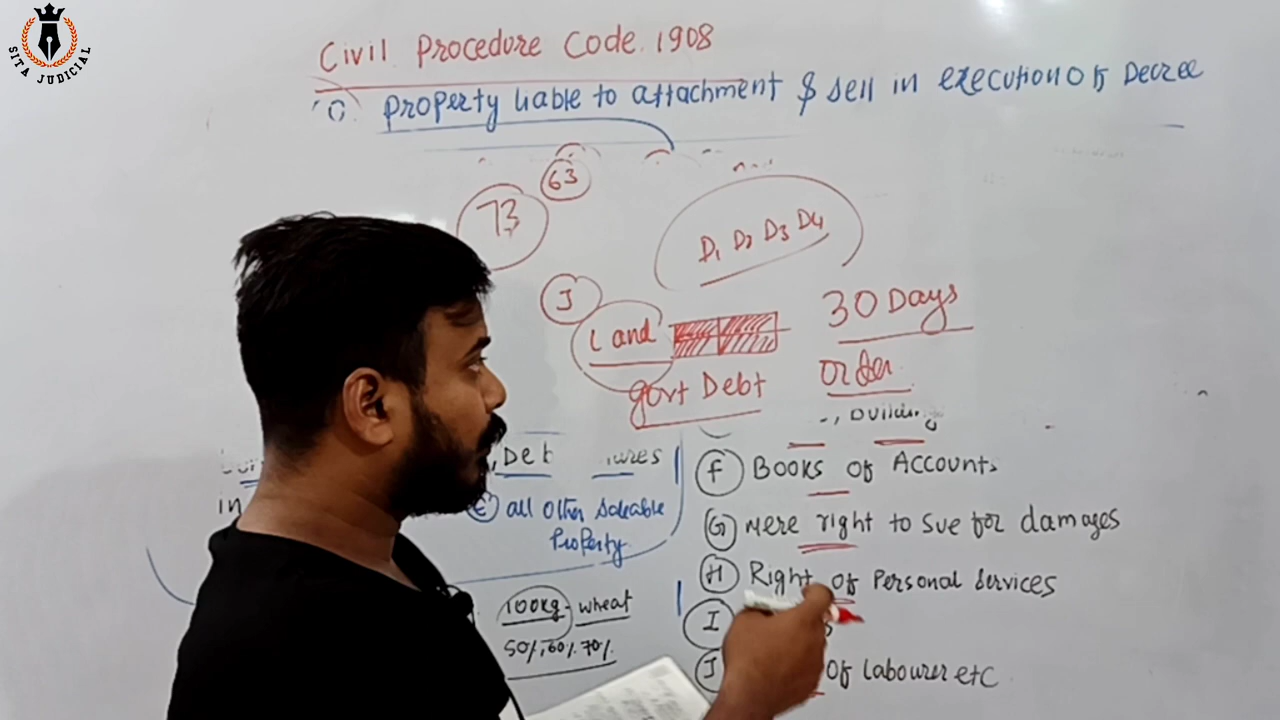 SITA JUDICIAL
Civil Procedure Code. 1908
Property liable to attachment & sell in execution of Decree
63
73
D1 D2 D3 D4
J
Land
30 Days
govt Debt
order
F Books of Accounts
E all other saleable
Property
G Mere right to sue for damages
H Right of Personal Services
100kg - wheat
I
50%, 60%. 70%.
J of labourer etc